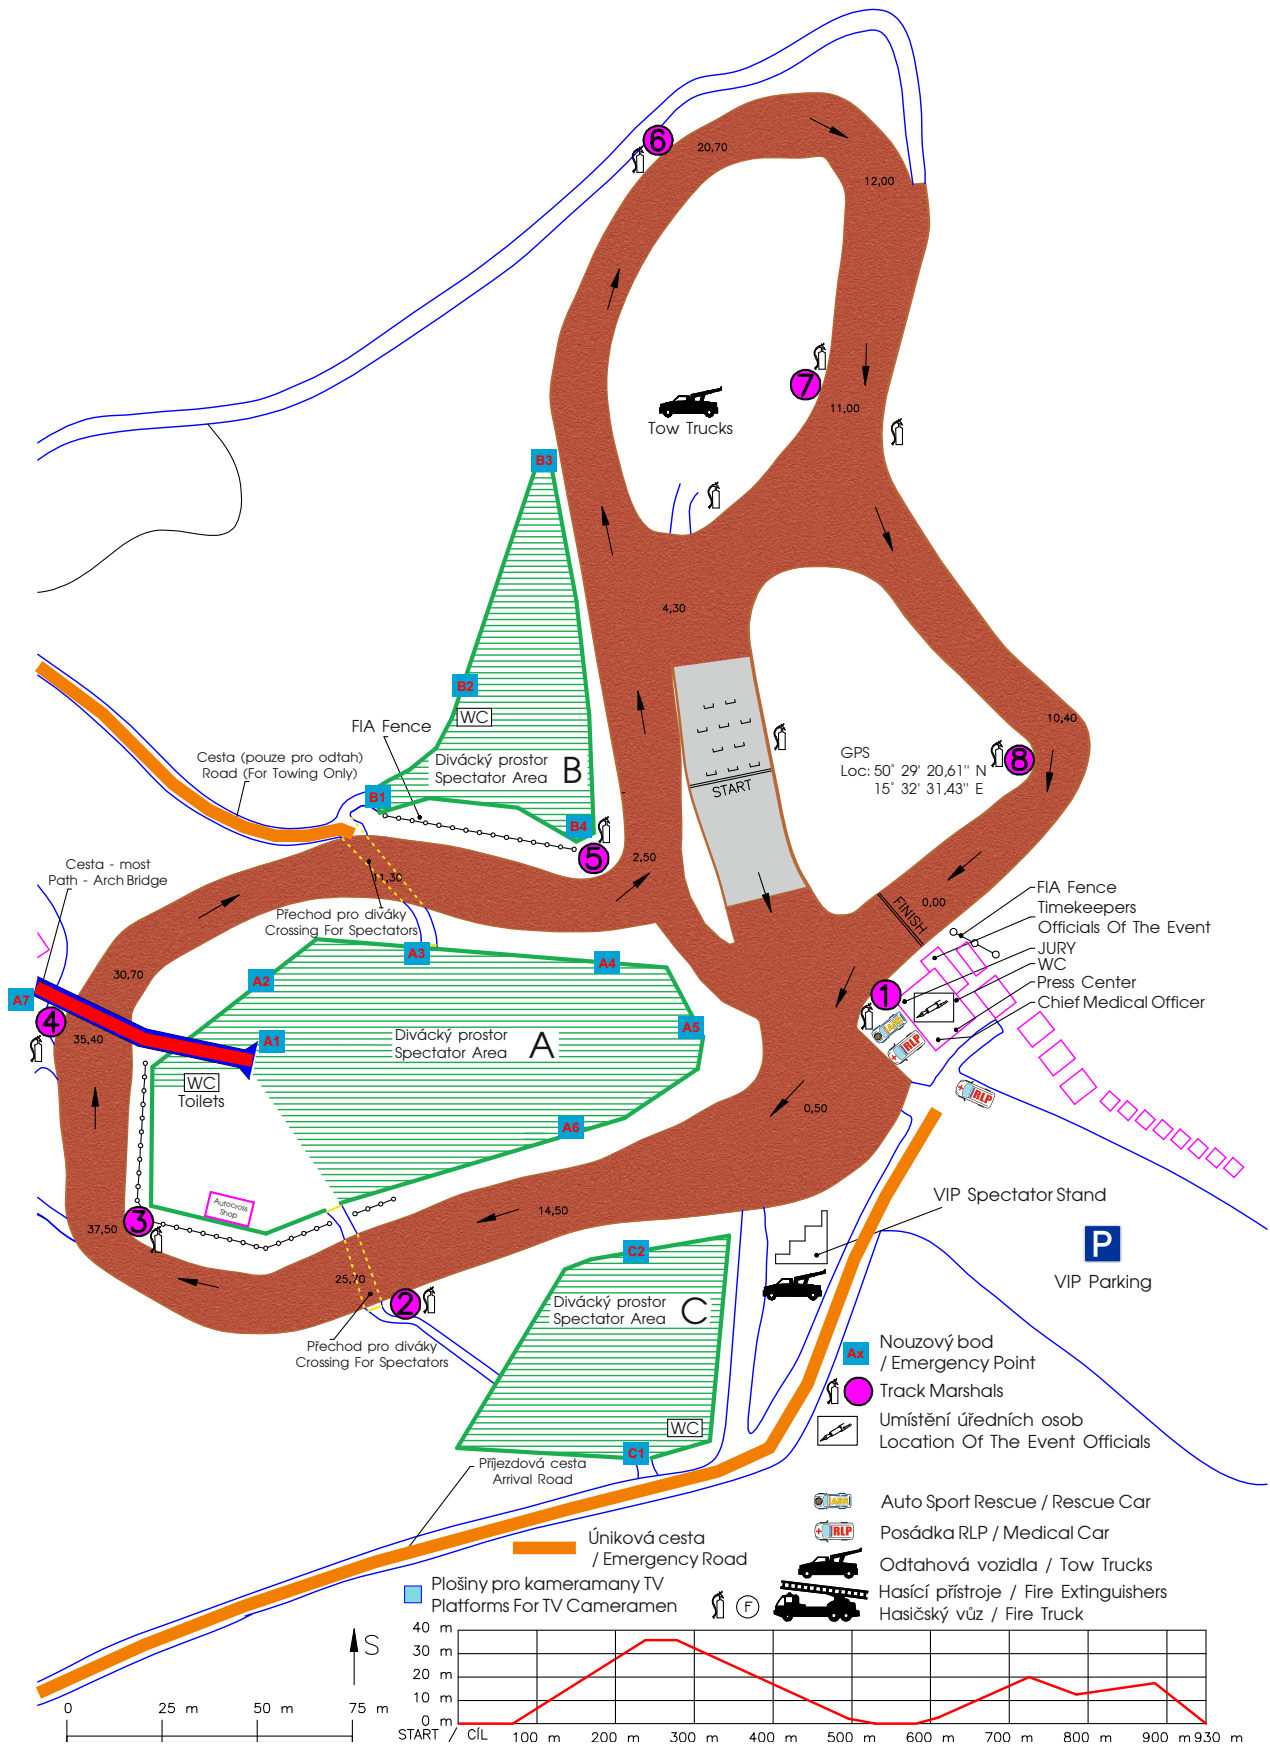 6
20,70
12,00
7
11,00
Tow Trucks
B3
4,30
B2
WC
FIA Fence
10,40
Cesta (pouze pro odtah)
Road (For Towing Only)
Divácký prostor
Spectator Area B
GPS
Loc: 50° 29' 20,61" N
15° 32' 31,43" E
8
START
B1
B4
5
2,50
Cesta - most
Path - Arch Bridge
11,30
FIA Fence
Timekeepers
Officials Of The Event
JURY
WC
Press Center
Chief Medical Officer
0,00
FINISH
Přechod pro diváky
Crossing For Spectators
A3
A4
A2
30,70
A7
4
1
A5
35,40
A1
Divácký prostor
Spectator Area A
ASR
RLP
WC
Toilets
RLP
0,50
A6
Autocross
Shop
3
37,50
14,50
VIP Spectator Stand
P
VIP Parking
C2
25,70
2
Divácký prostor
Spectator Area C
Přechod pro diváky
Crossing For Spectators
Ax
Nouzový bod
/ Emergency Point
Track Marshals
WC
C1
Umístění úředních osob
Location Of The Event Officials
Příjezdová cesta
Arrival Road
ASR
Auto Sport Rescue / Rescue Car
RLP
Posádka RLP / Medical Car
Úniková cesta
/ Emergency Road
Odtahová vozidla / Tow Trucks
Plošiny pro kameramany TV
Platforms For TV Cameramen
F
Hasící přístroje / Fire Extinguishers
Hasičský vůz / Fire Truck
S
40 m
30 m
20 m
10 m
0 m
0 25 m 50 m 75 m
START / CÍL 100 m 200 m 300 m 400 m 500 m 600 m 700 m 800 m 900 m 930 m